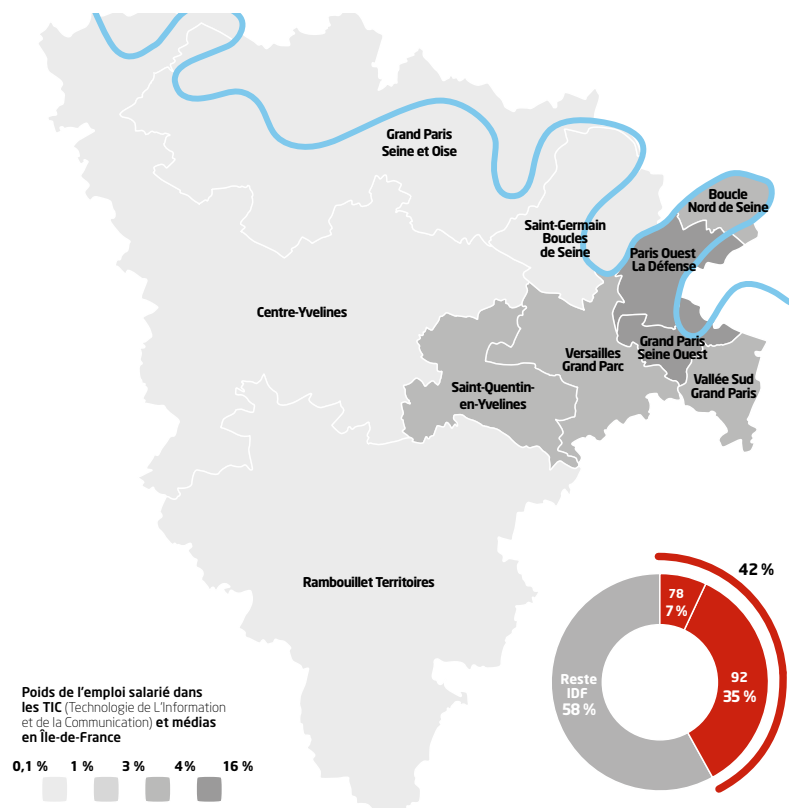 Grand Paris
Seine et Oise
Boucle
Nord de Seine
Saint-Germain
Boucles
de Seine
Paris Ouest
La Défense
Centre-Yvelines
Grand Paris
Seine Ouest
Versailles
Grand Parc
Vallée Sud
Grand Paris
Saint-Quentin-
en-Yvelines
Rambouillet Territoires
42 %
78
7 %
92
35 %
Reste
IDF
58 %
Poids de l'emploi salarié dans
les TIC (Technologie de L'Information
et de la Communication) et médias
en Île-de-France
0,1 % 1 % 3 % 4% 16 %